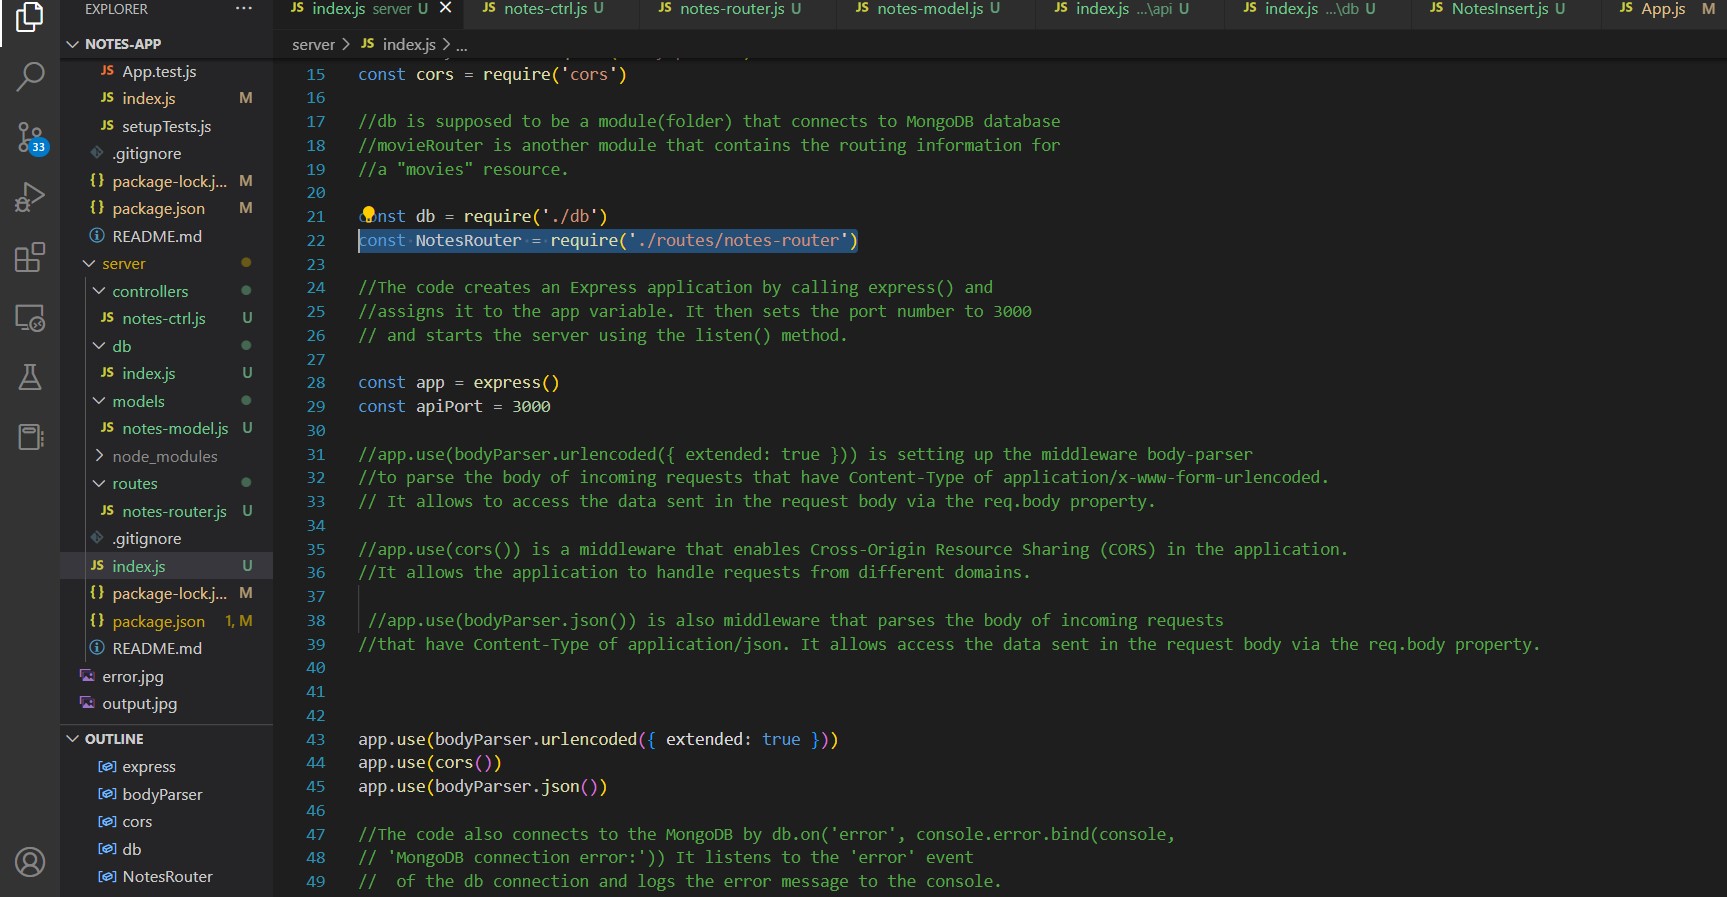 EXPLORER ...
NOTES-APP
JS App.test.js
JS index.js M
JS setupTests.js
.gitignore
{} package-lock.j... M
{} package.json M
README.md
server
controllers
JS notes-ctrl.js U
db
JS index.js U
models
JS notes-model.js U
node_modules
routes
JS notes-router.js U
.gitignore
JS index.js U
{} package-lock.j... M
{} package.json 1, M
README.md
error.jpg
output.jpg
OUTLINE
express
bodyParser
cors
db
NotesRouter
33
JS index.js server U JS notes-ctrl.js U JS notes-router.js U JS notes-model.js U JS index.js ...\api U JS index.js ...\db U JS NotesInsert.js U JS App.js M
server > JS index.js > ...
15 const cors = require('cors')
16
17 //db is supposed to be a module(folder) that connects to MongoDB database
18 //movieRouter is another module that contains the routing information for
19 //a "movies" resource.
20
21 const db = require('./db')
22 const NotesRouter = require('./routes/notes-router')
23
24 //The code creates an Express application by calling express() and
25 //assigns it to the app variable. It then sets the port number to 3000
26 // and starts the server using the listen() method.
27
28 const app = express()
29 const apiPort = 3000
30
31 //app.use(bodyParser.urlencoded({ extended: true })) is setting up the middleware body-parser
32 //to parse the body of incoming requests that have Content-Type of application/x-www-form-urlencoded.
33 // It allows to access the data sent in the request body via the req.body property.
34
35 //app.use(cors()) is a middleware that enables Cross-Origin Resource Sharing (CORS) in the application.
36 //It allows the application to handle requests from different domains.
37
38 //app.use(bodyParser.json()) is also middleware that parses the body of incoming requests
39 //that have Content-Type of application/json. It allows access the data sent in the request body via the req.body property.
40
41
42
43 app.use(bodyParser.urlencoded({ extended: true }))
44 app.use(cors())
45 app.use(bodyParser.json())
46
47 //The code also connects to the MongoDB by db.on('error', console.error.bind(console,
48 // 'MongoDB connection error:')) It listens to the 'error' event
49 //  of the db connection and logs the error message to the console.